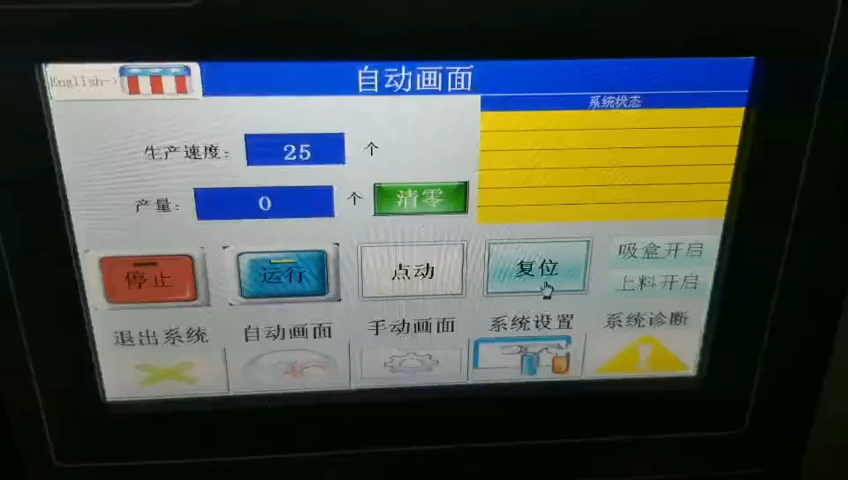 English->
自动画面
系统状态
生产速度: 25 个
产量: 0 个 清零
停止 运行 点动 复位 吸盒开启
上料开启
退出系统 自动画面 手动画面 系统设置 系统诊断